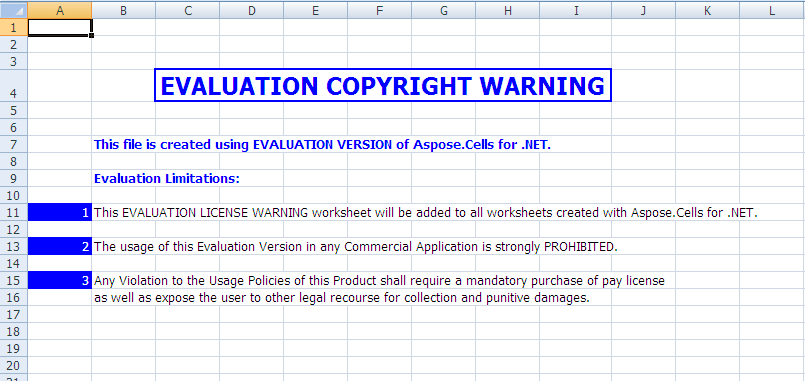 A B C D E F G H I J K L
1
2
3
4 EVALUATION COPYRIGHT WARNING
5
6
7 This file is created using EVALUATION VERSION of Aspose.Cells for .NET.
8
9 Evaluation Limitations:
10
11 1 This EVALUATION LICENSE WARNING worksheet will be added to all worksheets created with Aspose.Cells for .NET.
12
13 2 The usage of this Evaluation Version in any Commercial Application is strongly PROHIBITED.
14
15 3 Any Violation to the Usage Policies of this Product shall require a mandatory purchase of pay license
16 as well as expose the user to other legal recourse for collection and punitive damages.
17
18
19
20
21